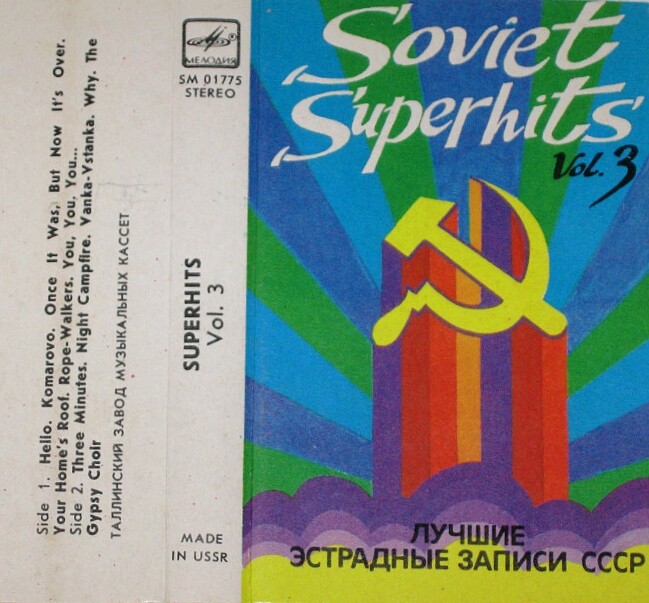 Side 1. Hello. Komarovo. Once It Was, But Now It's Over.
Your Home's Roof. Rope-Walkers. You, You, You...
Side 2. Three Minutes. Night Campfire. Vanka-Vstanka. Why. The
Gypsy Choir
ТАЛЛИНСКИЙ ЗАВОД МУЗЫКАЛЬНЫХ КАССЕТ
МЕЛОДИЯ
SM 01775
STEREO
SUPERHITS
Vol. 3
MADE
IN USSR
Soviet
Superhits
Vol. 3
ЛУЧШИЕ
ЭСТРАДНЫЕ ЗАПИСИ СССР